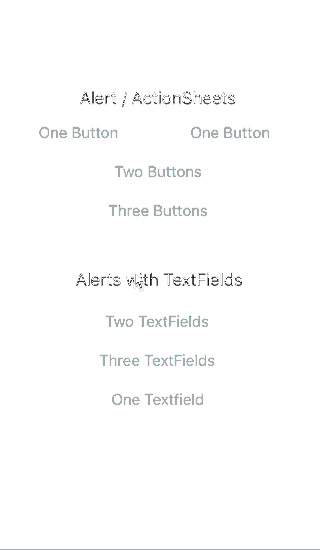 Alert / ActionSheets
One Button One Button
Two Buttons
Three Buttons
Alerts with TextFields
Two TextFields
Three TextFields
One Textfield